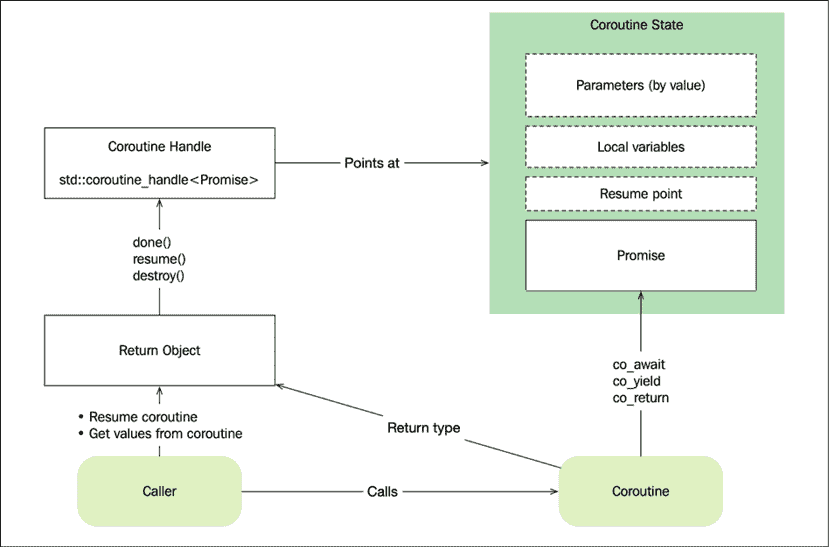 Coroutine State
Parameters (by value)
Local variables
Resume point
Promise
Coroutine Handle
std::coroutine_handle<Promise>
Points at
done()
resume()
destroy()
Return Object
co_await
co_yield
co_return
• Resume coroutine
• Get values from coroutine
Return type
Caller
Calls
Coroutine